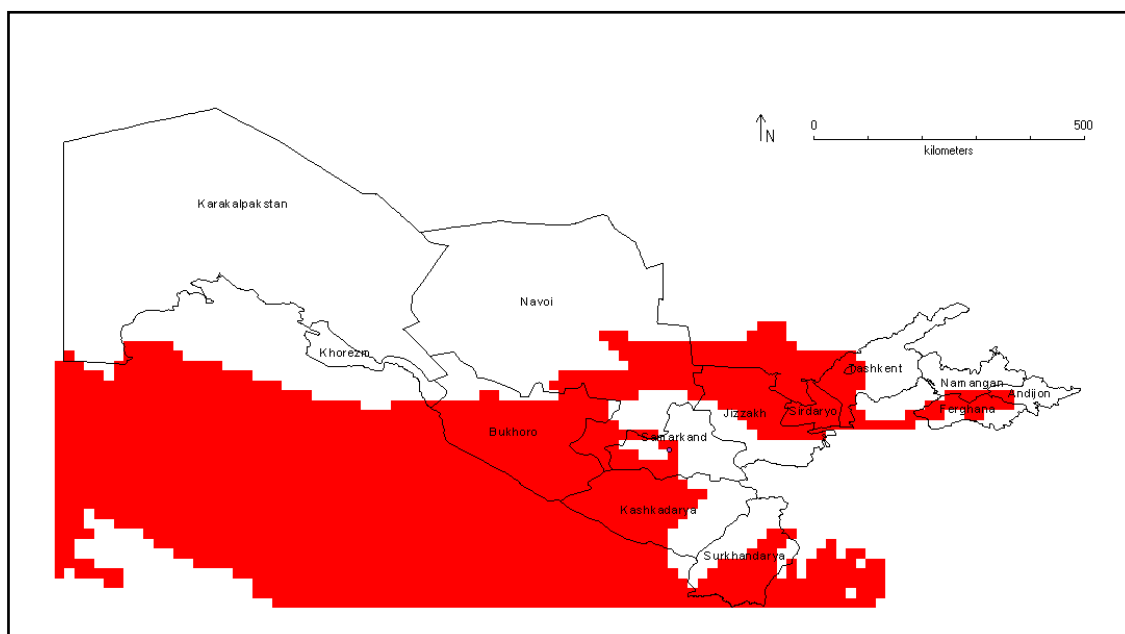 0 500
N
kilometers
Karakalpakstan
Navoi
Khorezm
Tashkent
Namangan
Andijon
Ferghana
Jizzakh
Sirdaryo
Bukhoro
Samarkand
Kashkadarya
Surkhandarya